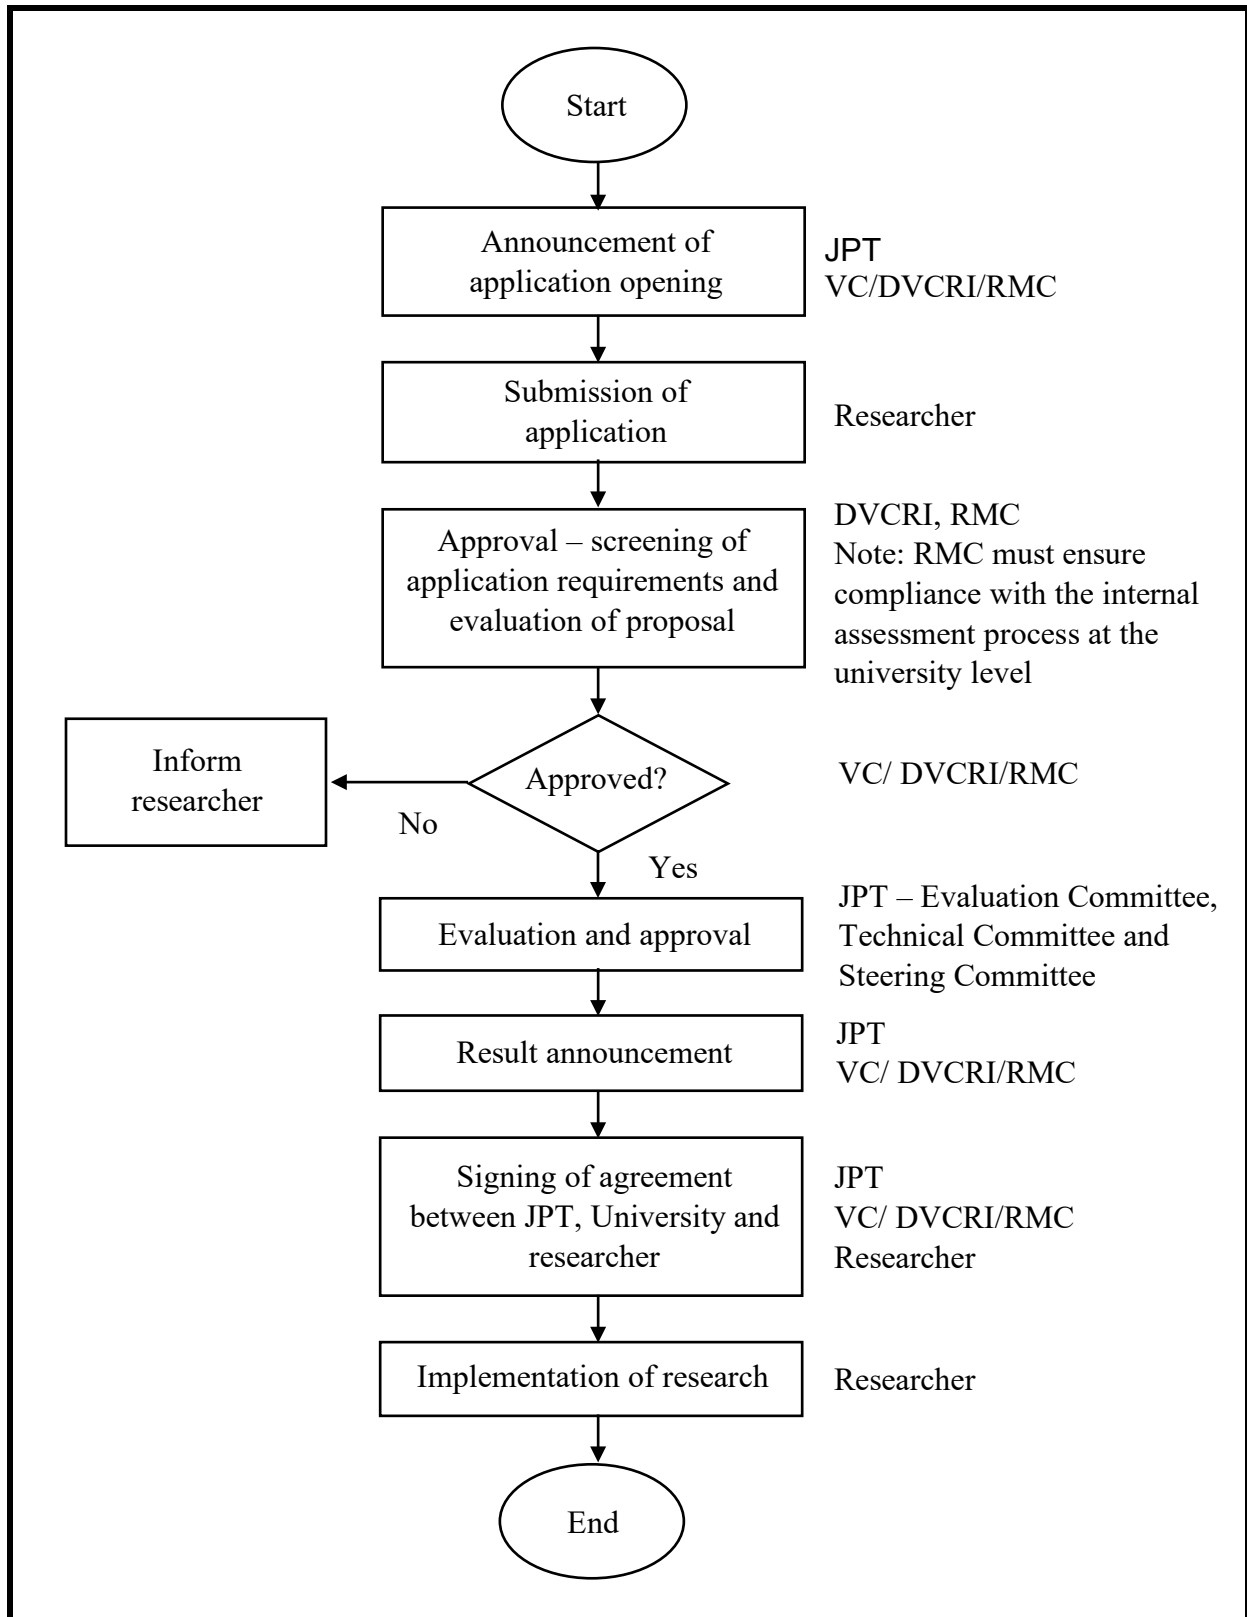 Start
Announcement of
application opening
JPT
VC/DVCRI/RMC
Submission of
application
Researcher
Approval – screening of
application requirements and
evaluation of proposal
DVCRI, RMC
Note: RMC must ensure
compliance with the internal
assessment process at the
university level
Inform
researcher
No
Approved?
VC/ DVCRI/RMC
Yes
Evaluation and approval
JPT – Evaluation Committee,
Technical Committee and
Steering Committee
Result announcement
JPT
VC/ DVCRI/RMC
Signing of agreement
between JPT, University and
researcher
JPT
VC/ DVCRI/RMC
Researcher
Implementation of research
Researcher
End